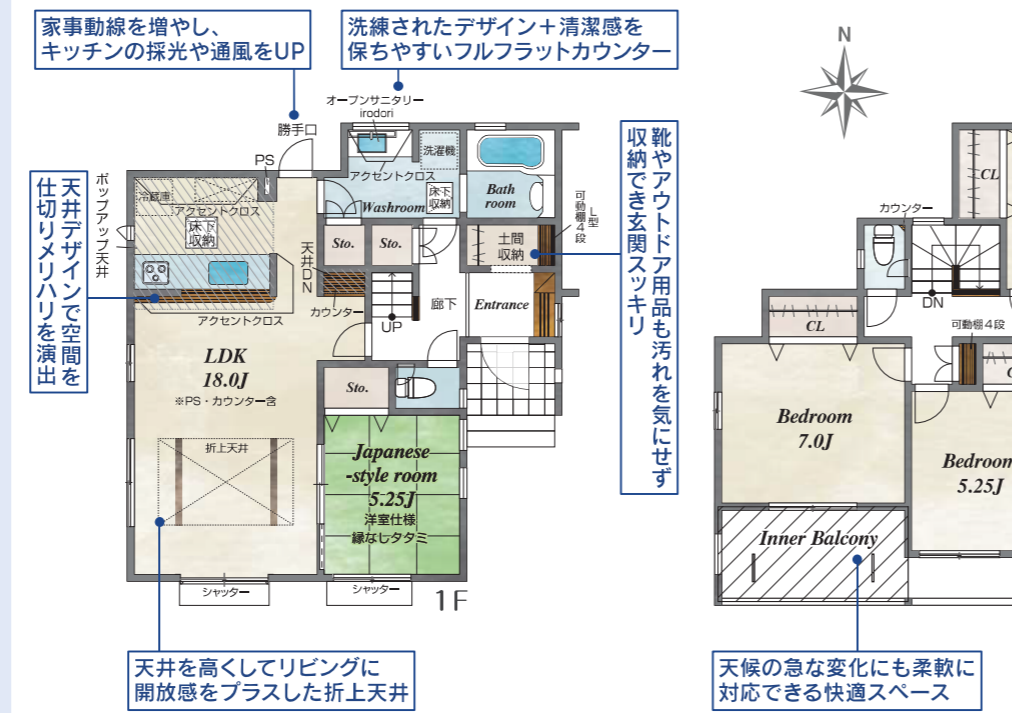 家事動線を増やし、
キッチンの採光や通風をUP
洗練されたデザイン＋清潔感を
保ちやすいフルフラットカウンター
オープンサニタリー
irodori
勝手口
PS
ポップアップ天井
天井デザインで空間を
仕切りメリハリを演出
冷蔵庫
アクセントクロス
床下
収納
アクセントクロス
天井DN
カウンター
洗濯機
アクセントクロス
床下
収納
Washroom
Bath
room
Sto.
Sto.
土間
収納
L型
可動棚4段
靴やアウトドア用品も汚れを気にせず
収納でき玄関スッキリ
廊下
UP
Entrance
LDK
18.0J
※PS・カウンター含
折上天井
Sto.
Japanese
-style room
5.25J
洋室仕様
縁なしタタミ
シャッター
シャッター
1F
天井を高くしてリビングに
開放感をプラスした折上天井
N
CL
カウンター
DN
可動棚4段
CL
Bedroom
7.0J
Bedroom
5.25J
Inner Balcony
天候の急な変化にも柔軟に
対応できる快適スペース